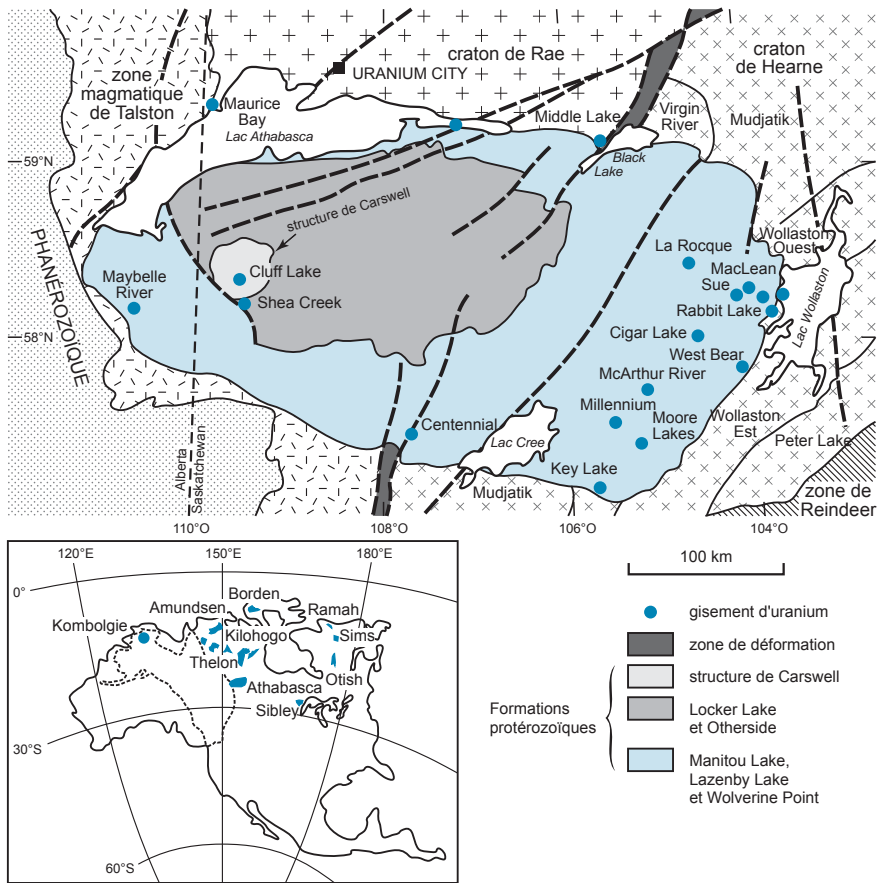 craton de Rae
craton
de Hearne
zone
magmatique
de Talston
URANIUM CITY
Maurice
Bay
Lac Athabasca
Middle Lake
Virgin
River
Mudjatik
Black
Lake
59°N
59°N
structure de Carswell
Cluff Lake
Shea Creek
PHANÉROZOÏQUE
Maybelle
River
58°N
58°N
La Rocque
Wollaston
Ouest
MacLean
Sue
Rabbit Lake
Lac Wollaston
Cigar Lake
West Bear
McArthur River
Millennium
Moore
Lakes
Wollaston
Est
Peter Lake
Centennial
Lac Cree
Key Lake
Mudjatik
zone de
Reindeer
Alberta
Saskatchewan
110°O
108°O
106°O
104°O
120°E
150°E
180°E
0°
30°S
60°S
Borden
Amundsen
Ramah
Kombolgie
Kilohogo
Sims
Thelon
Otish
Athabasca
Sibley
100 km
gisement d'uranium
zone de déformation
structure de Carswell
Formations
protérozoïques
Locker Lake
et Otherside
Manitou Lake,
Lazenby Lake
et Wolverine Point